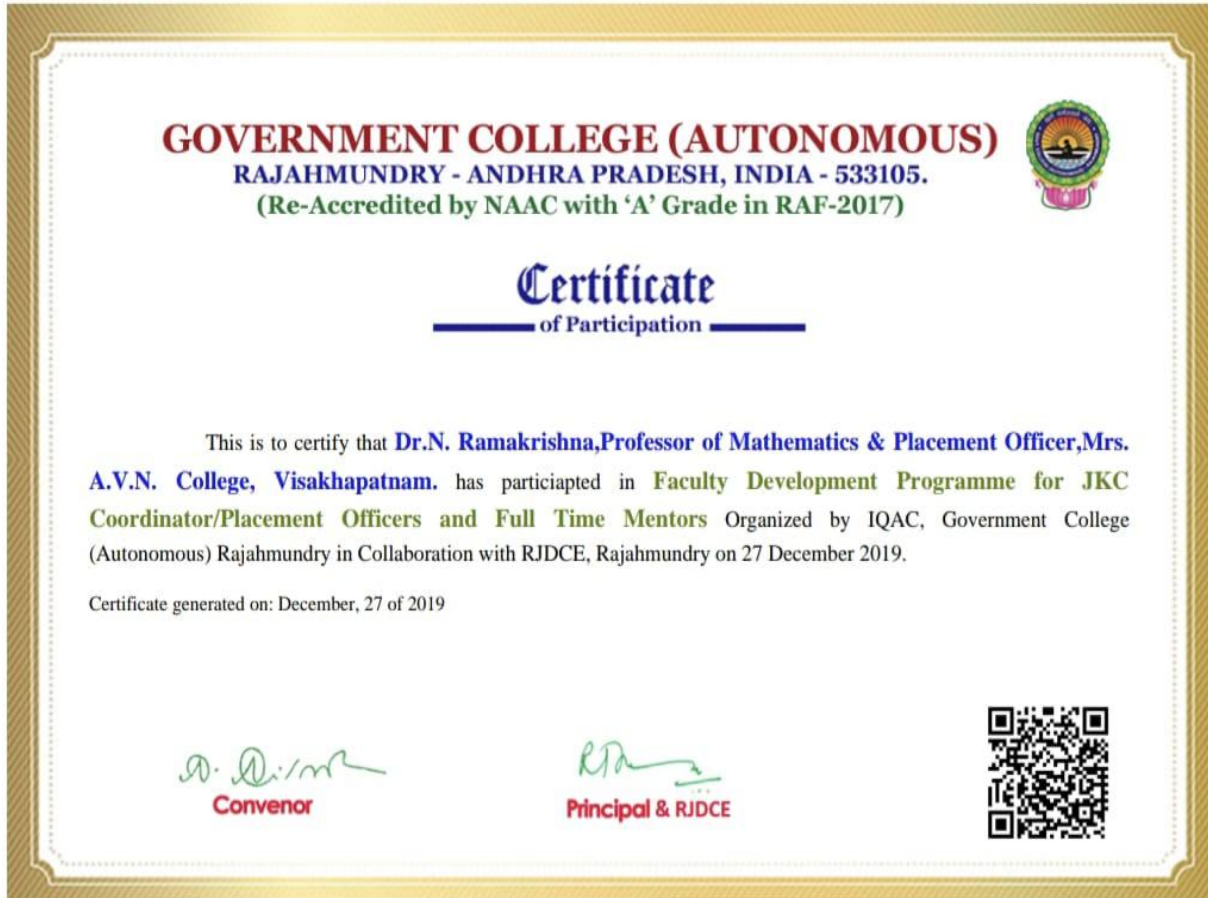 GOVERNMENT COLLEGE (AUTONOMOUS)
RAJAHMUNDRY - ANDHRA PRADESH, INDIA - 533105.
(Re-Accredited by NAAC with ‘A’ Grade in RAF-2017)
Certificate
of Participation
This is to certify that Dr.N. Ramakrishna,Professor of Mathematics & Placement Officer,Mrs.
A.V.N. College, Visakhapatnam. has particiapted in Faculty Development Programme for JKC
Coordinator/Placement Officers and Full Time Mentors Organized by IQAC, Government College
(Autonomous) Rajahmundry in Collaboration with RJDCE, Rajahmundry on 27 December 2019.
Certificate generated on: December, 27 of 2019
Convenor
Principal & RJDCE